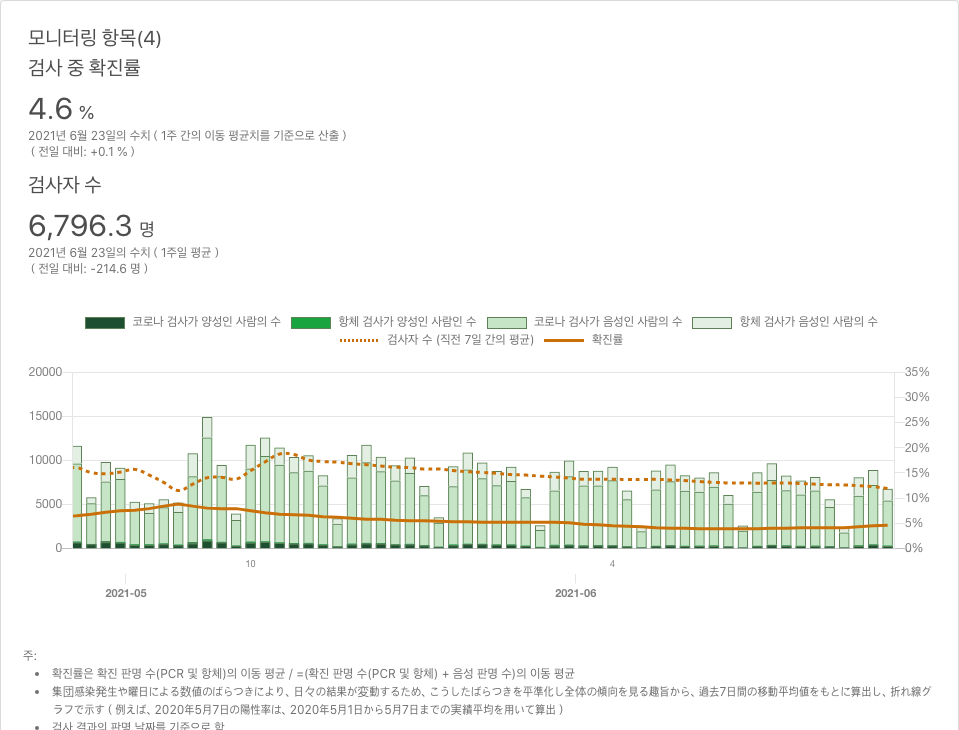 모니터링 항목(4)
검사 중 확진률
4.6 %
2021년 6월 23일의 수치 ( 1주 간의 이동 평균치를 기준으로 산출 )
( 전일 대비: +0.1 % )
검사자 수
6,796.3 명
2021년 6월 23일의 수치 ( 1주일 평균 )
( 전일 대비: -214.6 명 )
코로나 검사가 양성인 사람의 수 항체 검사가 양성인 사람인 수 코로나 검사가 음성인 사람의 수 항체 검사가 음성인 사람의 수
검사자 수 (직전 7일 간의 평균) 확진률
20000 35%
30%
15000
25%
20%
10000
15%
10%
5000
5%
0 0%
10 4
2021-05 2021-06
주:
• 확진률은 확진 판명 수(PCR 및 항체)의 이동 평균 / =(확진 판명 수(PCR 및 항체) + 음성 판명 수)의 이동 평균
• 集団感染発生や曜日による数値のばらつきにより、日々の結果が変動するため、こうしたばらつきを平準化し全体の傾向を見る趣旨から、過去7日間の移動平均値をもとに算出し、折れ線グ
ラフで示す ( 例えば、2020年5月7日の陽性率は、2020年5月1日から5月7日までの実績平均を用いて算出 )
• 검사 결과의 판명 날짜를 기준으로 함